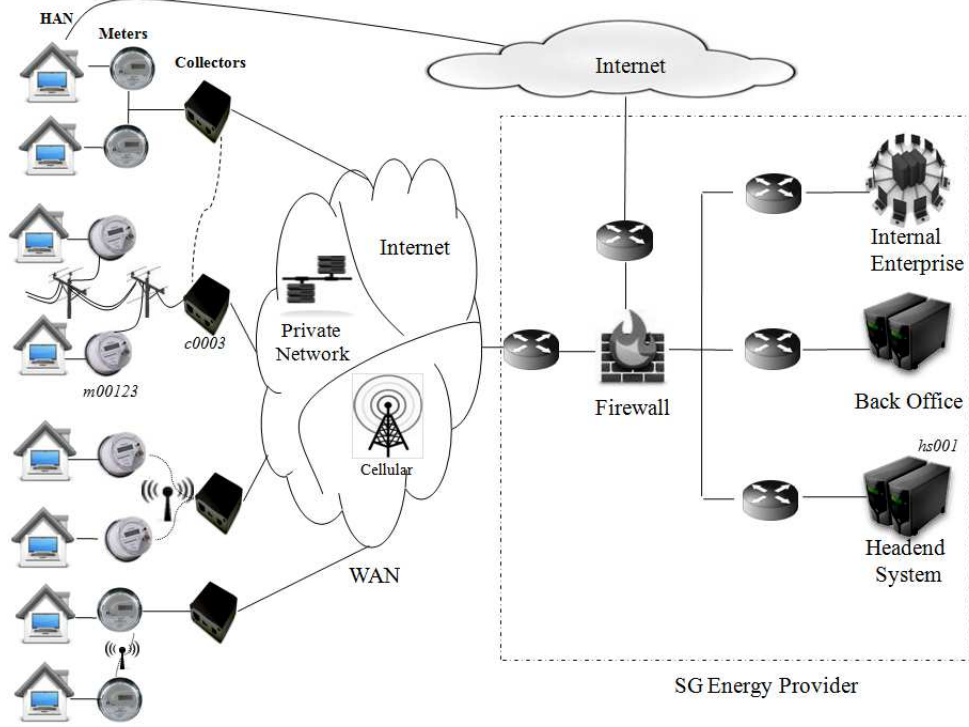 HAN
Meters
Collectors
Internet
Internet
Private
Network
c0003
m00123
Cellular
WAN
Firewall
Internal
Enterprise
Back Office
hs001
Headend
System
SG Energy Provider